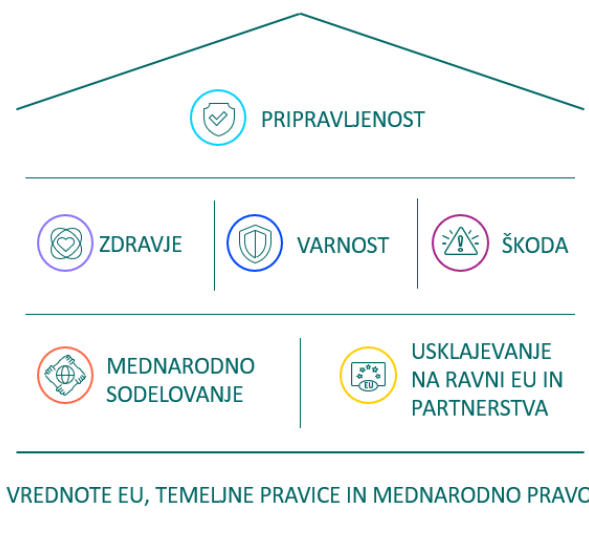 PRIPRAVLJENOST
ZDRAVJE
VARNOST
ŠKODA
MEDNARODNO
SODELOVANJE
EU
USKLAJEVANJE
NA RAVNI EU IN
PARTNERSTVA
VREDNOTE EU, TEMELJNE PRAVICE IN MEDNARODNO PRAVO